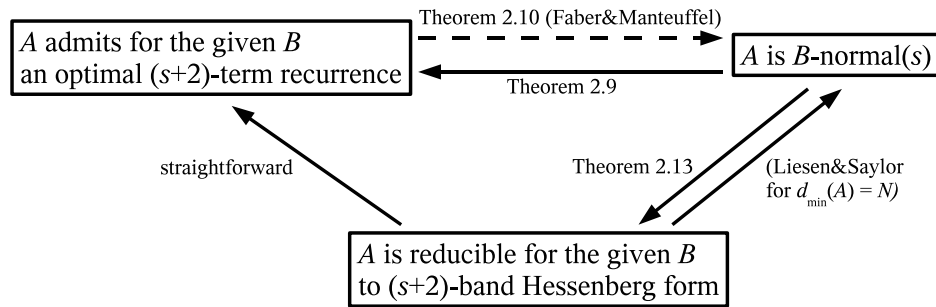 Theorem 2.10 (Faber&Manteuffel)
A admits for the given B
an optimal (s+2)-term recurrence
A is B-normal(s)
Theorem 2.9
straightforward
Theorem 2.13
(Liesen&Saylor
for d_min(A) = N)
A is reducible for the given B
to (s+2)-band Hessenberg form